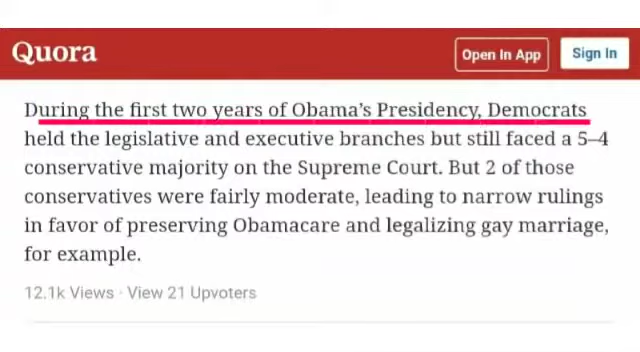 Quora
Open In App
Sign In
During the first two years of Obama's Presidency, Democrats
held the legislative and executive branches but still faced a 5–4
conservative majority on the Supreme Court. But 2 of those
conservatives were fairly moderate, leading to narrow rulings
in favor of preserving Obamacare and legalizing gay marriage,
for example.
12.1k Views · View 21 Upvoters